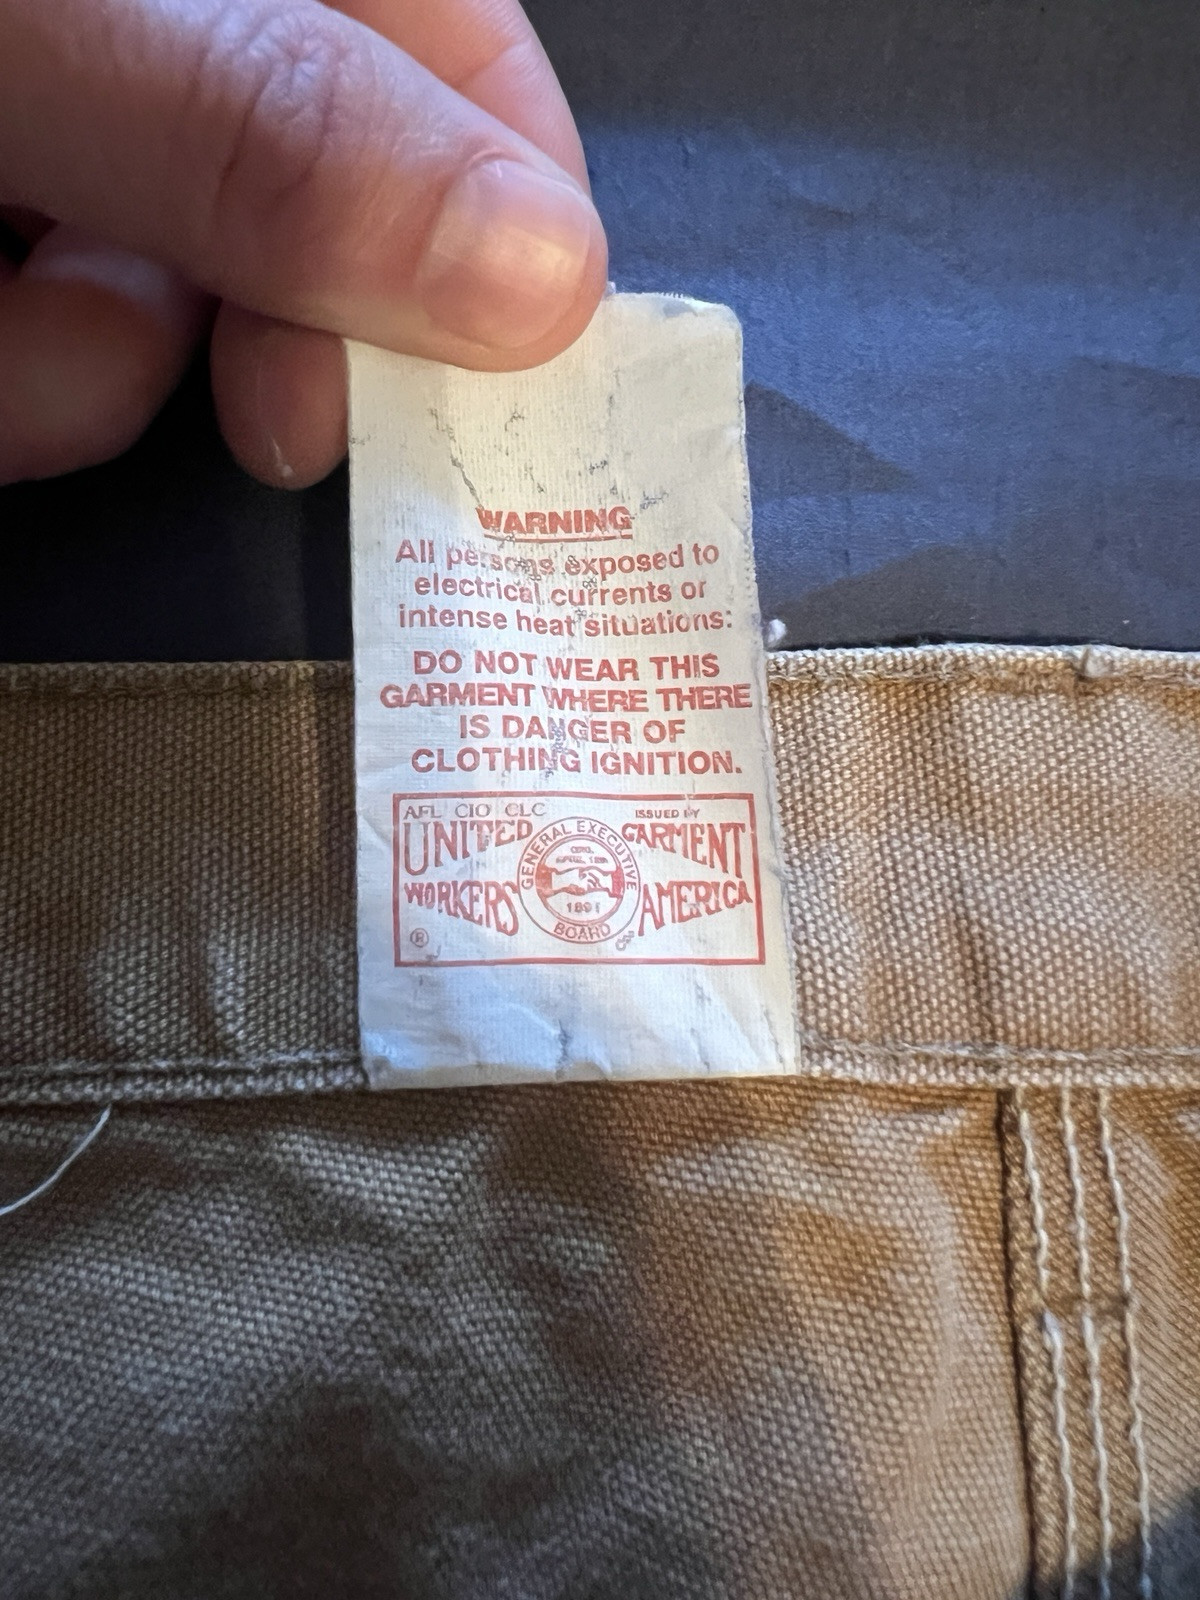 WARNING
All persons exposed to
electrical currents or
intense heat situations:
DO NOT WEAR THIS
GARMENT WHERE THERE
IS DANGER OF
CLOTHING IGNITION.
AFL CIO CLC
ISSUED BY
UNITED GARMENT
WORKERS AMERICA
GENERAL EXECUTIVE
BOARD
1891
®